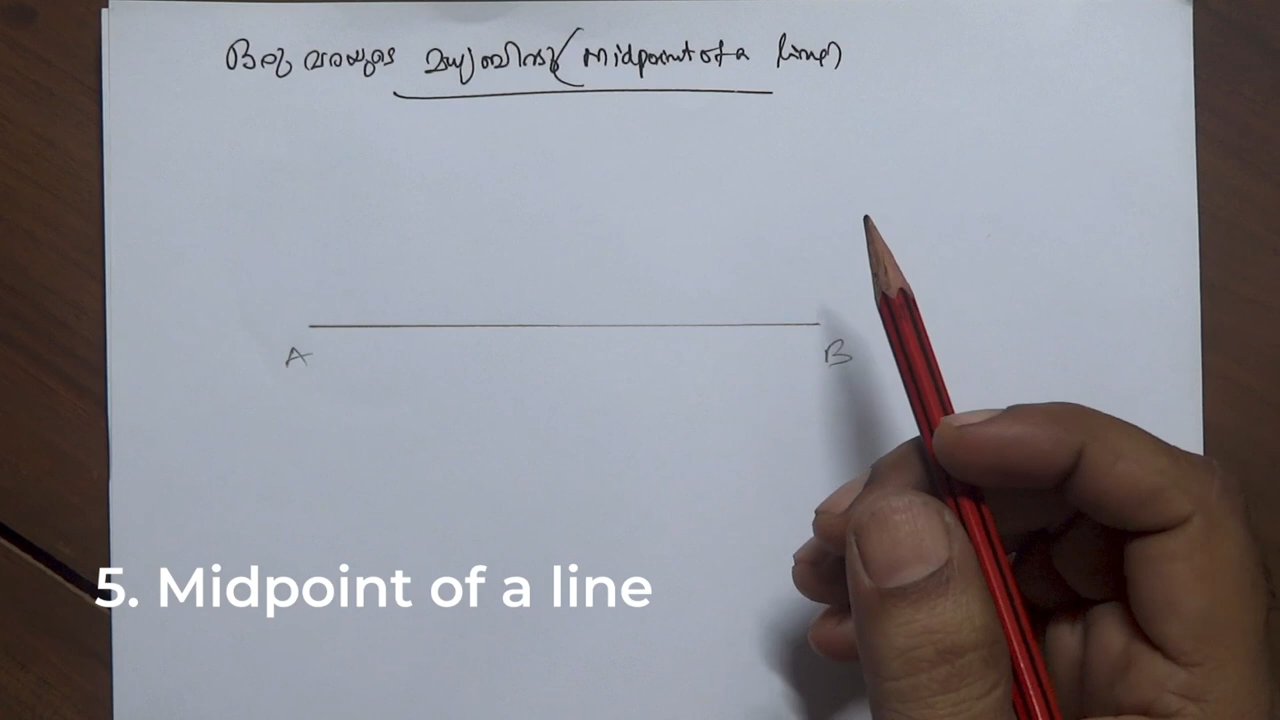 ഒരു വരയുടെ മധ്യബിന്ദു (midpoint of a line)
A B
5. Midpoint of a line